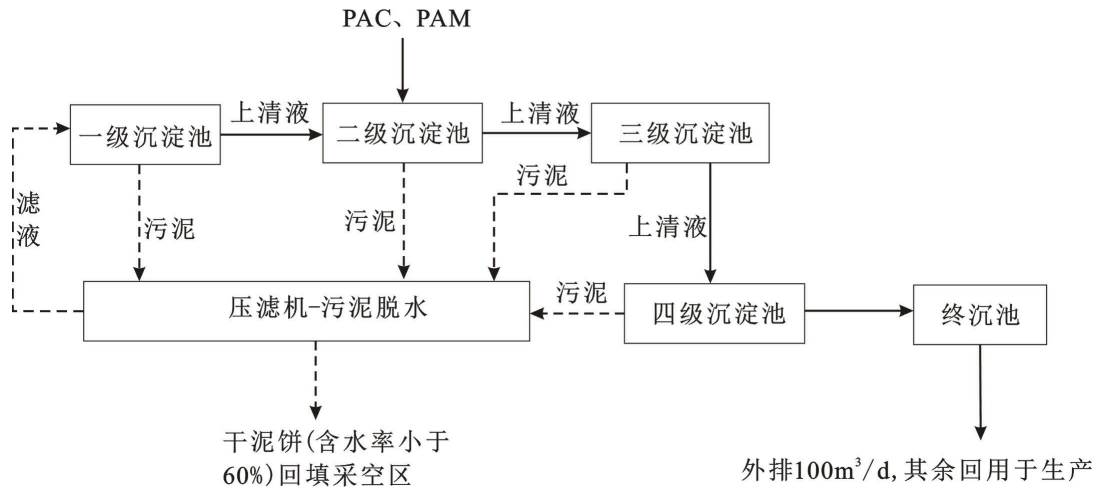 PAC、PAM
上清液
上清液
一级沉淀池
二级沉淀池
三级沉淀池
滤
液
污泥
污泥
污泥
上清液
压滤机-污泥脱水
污泥
四级沉淀池
终沉池
干泥饼(含水率小于
60%)回填采空区
外排100m³/d,其余回用于生产